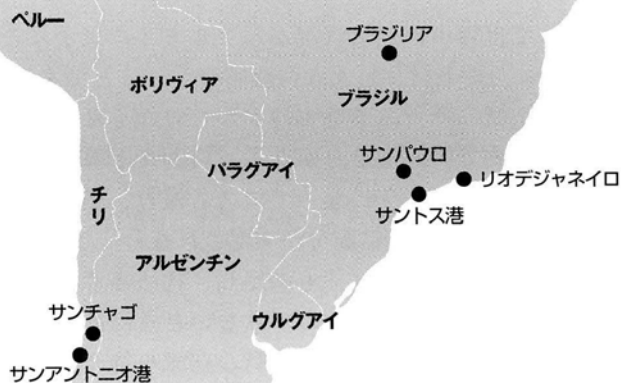 ペルー
ブラジリア
ボリヴィア
ブラジル
サンパウロ
パラグアイ
リオデジャネイロ
チリ
サントス港
アルゼンチン
サンチャゴ
ウルグアイ
サンアントニオ港